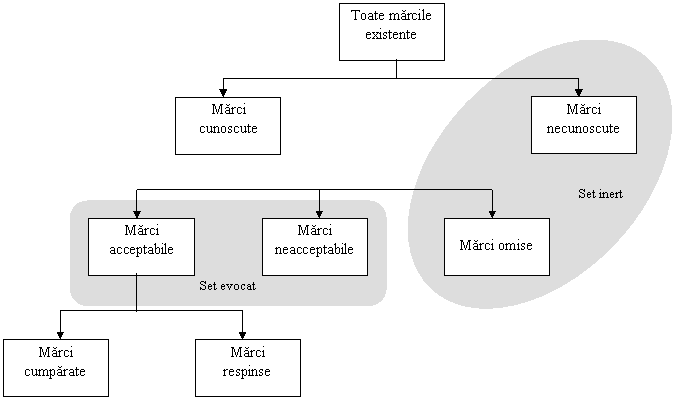 Toate mărcile
existente
Mărci
cunoscute
Mărci
necunoscute
Set inert
Mărci
acceptabile
Mărci
neacceptabile
Mărci omise
Set evocat
Mărci
cumpărate
Mărci
respinse